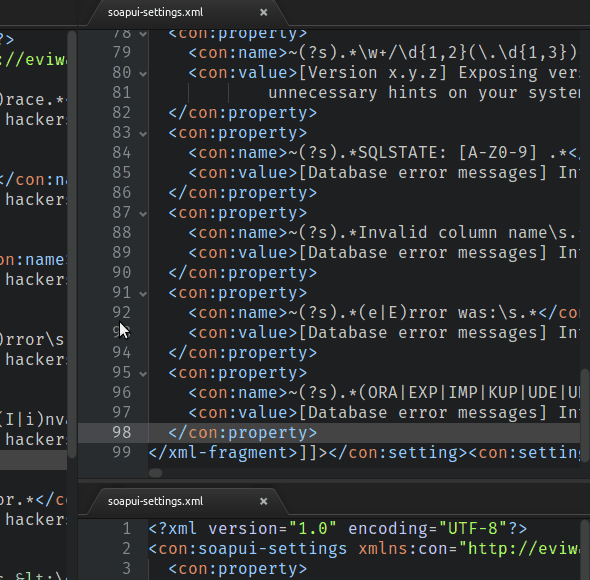 soapui-settings.xml ×
78 <con:property>
79 <con:name>~(?s).*\w+/\d{1,2}(\.\d{1,3})
80 <con:value>[Version x.y.z] Exposing ver
81 unnecessary hints on your system
82 </con:property>
83 <con:property>
84 <con:name>~(?s).*SQLSTATE: [A-Z0-9] .*<
85 <con:value>[Database error messages] In
86 </con:property>
87 <con:property>
88 <con:name>~(?s).*Invalid column name\s.
89 <con:value>[Database error messages] In
90 </con:property>
91 <con:property>
92 <con:name>~(?s).*(e|E)rror was:\s.*</co
<con:value>[Database error messages] In
94 </con:property>
95 <con:property>
96 <con:name>~(?s).*(ORA|EXP|IMP|KUP|UDE|U
97 <con:value>[Database error messages] In
98 </con:property>
99 </xml-fragment>]]></con:setting><con:settin
?>
://eviwa
)race.*<
hackers
</con:na
hackers
on:name>
hackers
)rror\s
hackers
(I|i)nva
hackers
or.*</c
hackers
s &lt;\/
soapui-settings.xml ×
1 <?xml version="1.0" encoding="UTF-8"?>
2 <con:soapui-settings xmlns:con="http://eviw
3 <con:property>